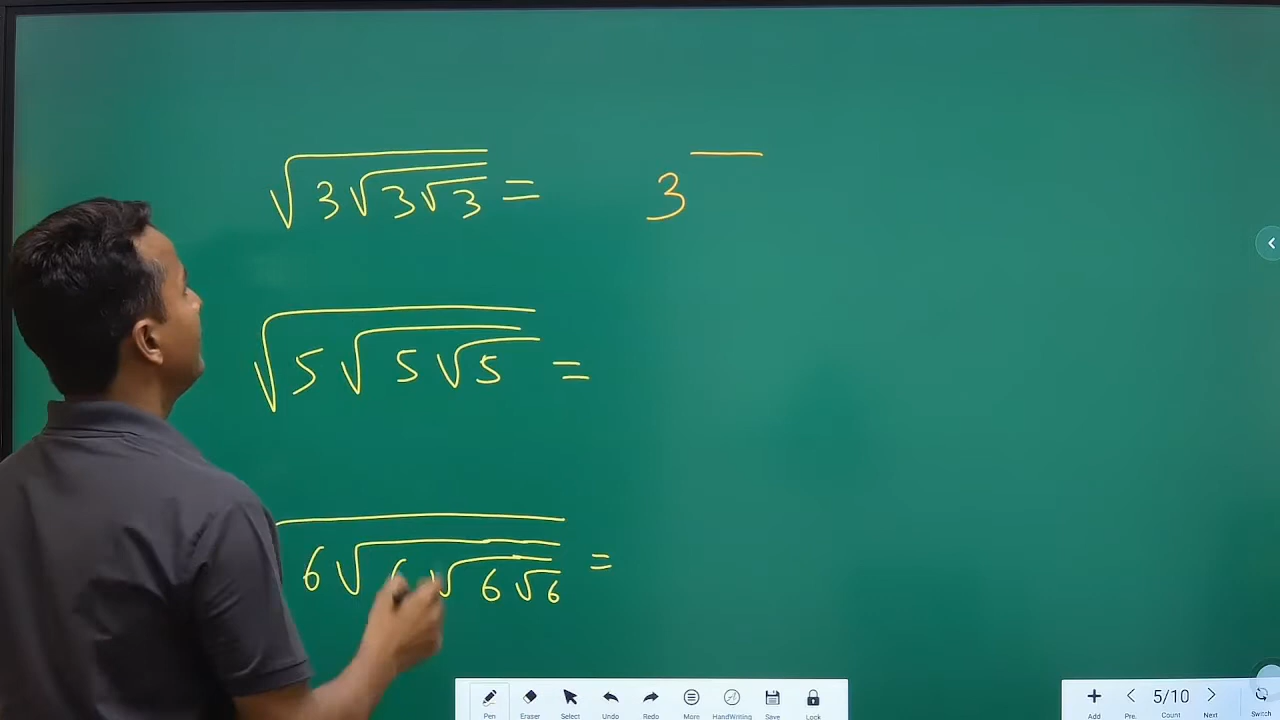 √3√3√3 = 3
√5√5√5 =
6√6√6√6 =
Pen Eraser Select Undo Redo More HandWriting Save Lock
Add Pre. 5/10 Count Next Switch